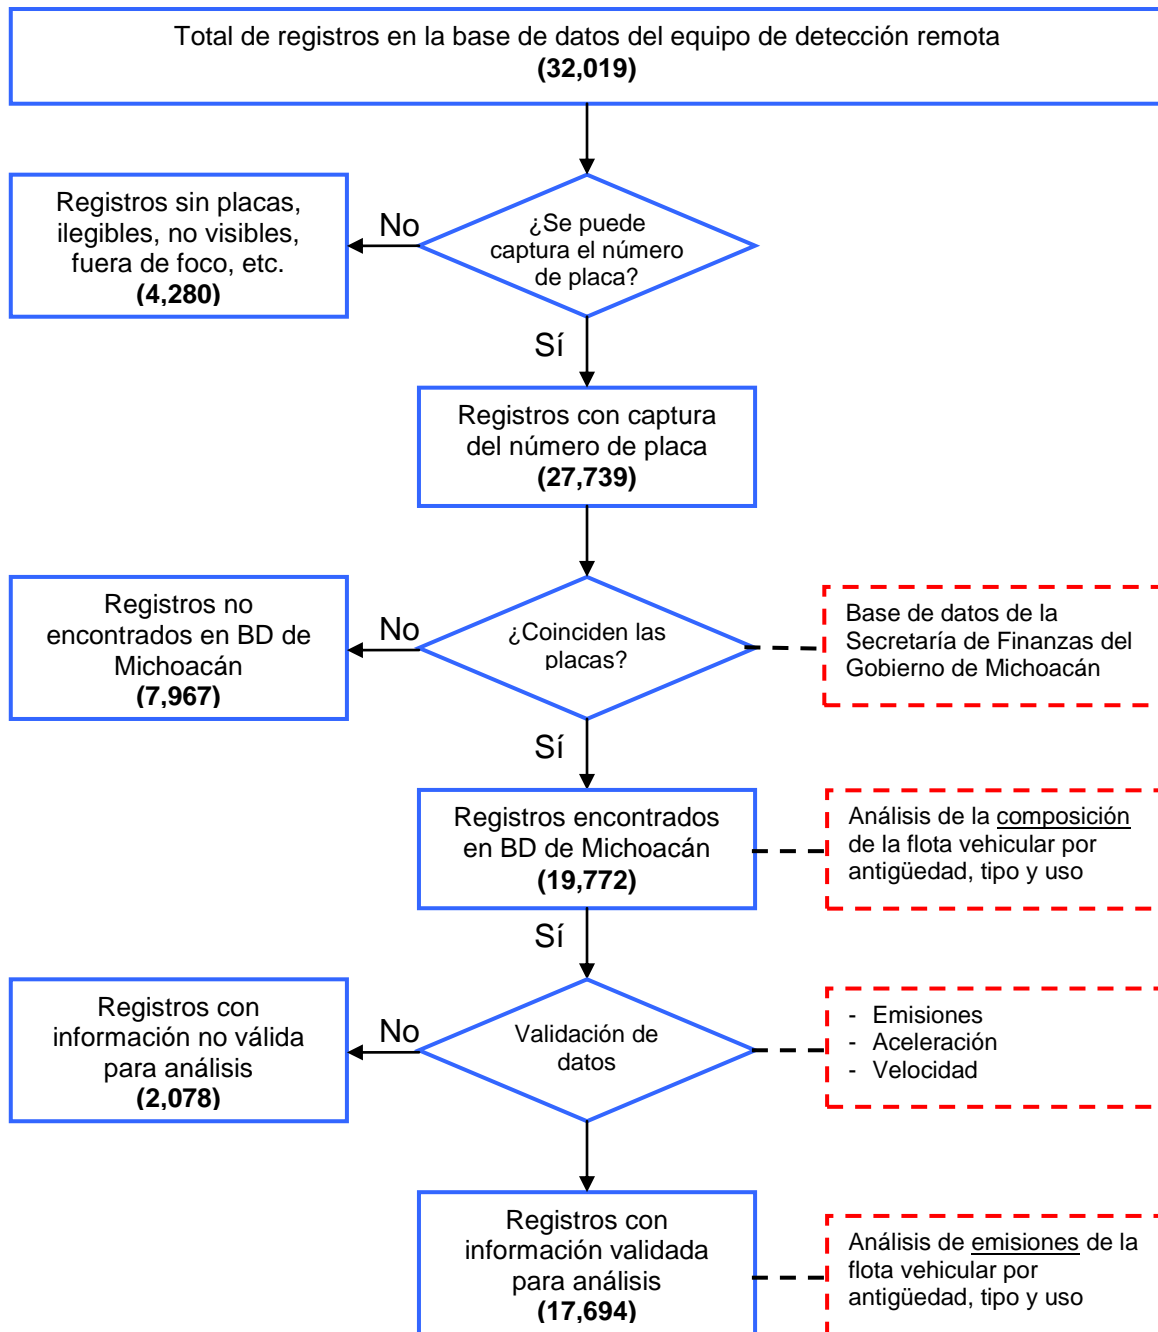 Total de registros en la base de datos del equipo de detección remota
(32,019)
Registros sin placas,
ilegibles, no visibles,
fuera de foco, etc.
(4,280)
No
¿Se puede
captura el número
de placa?
Sí
Registros con captura
del número de placa
(27,739)
Registros no
encontrados en BD de
Michoacán
(7,967)
No
¿Coinciden las
placas?
Base de datos de la
Secretaría de Finanzas del
Gobierno de Michoacán
Sí
Registros encontrados
en BD de Michoacán
(19,772)
Análisis de la composición
de la flota vehicular por
antigüedad, tipo y uso
Sí
Registros con
información no válida
para análisis
(2,078)
No
Validación de
datos
- Emisiones
- Aceleración
- Velocidad
Registros con
información validada
para análisis
(17,694)
Análisis de emisiones de la
flota vehicular por
antigüedad, tipo y uso